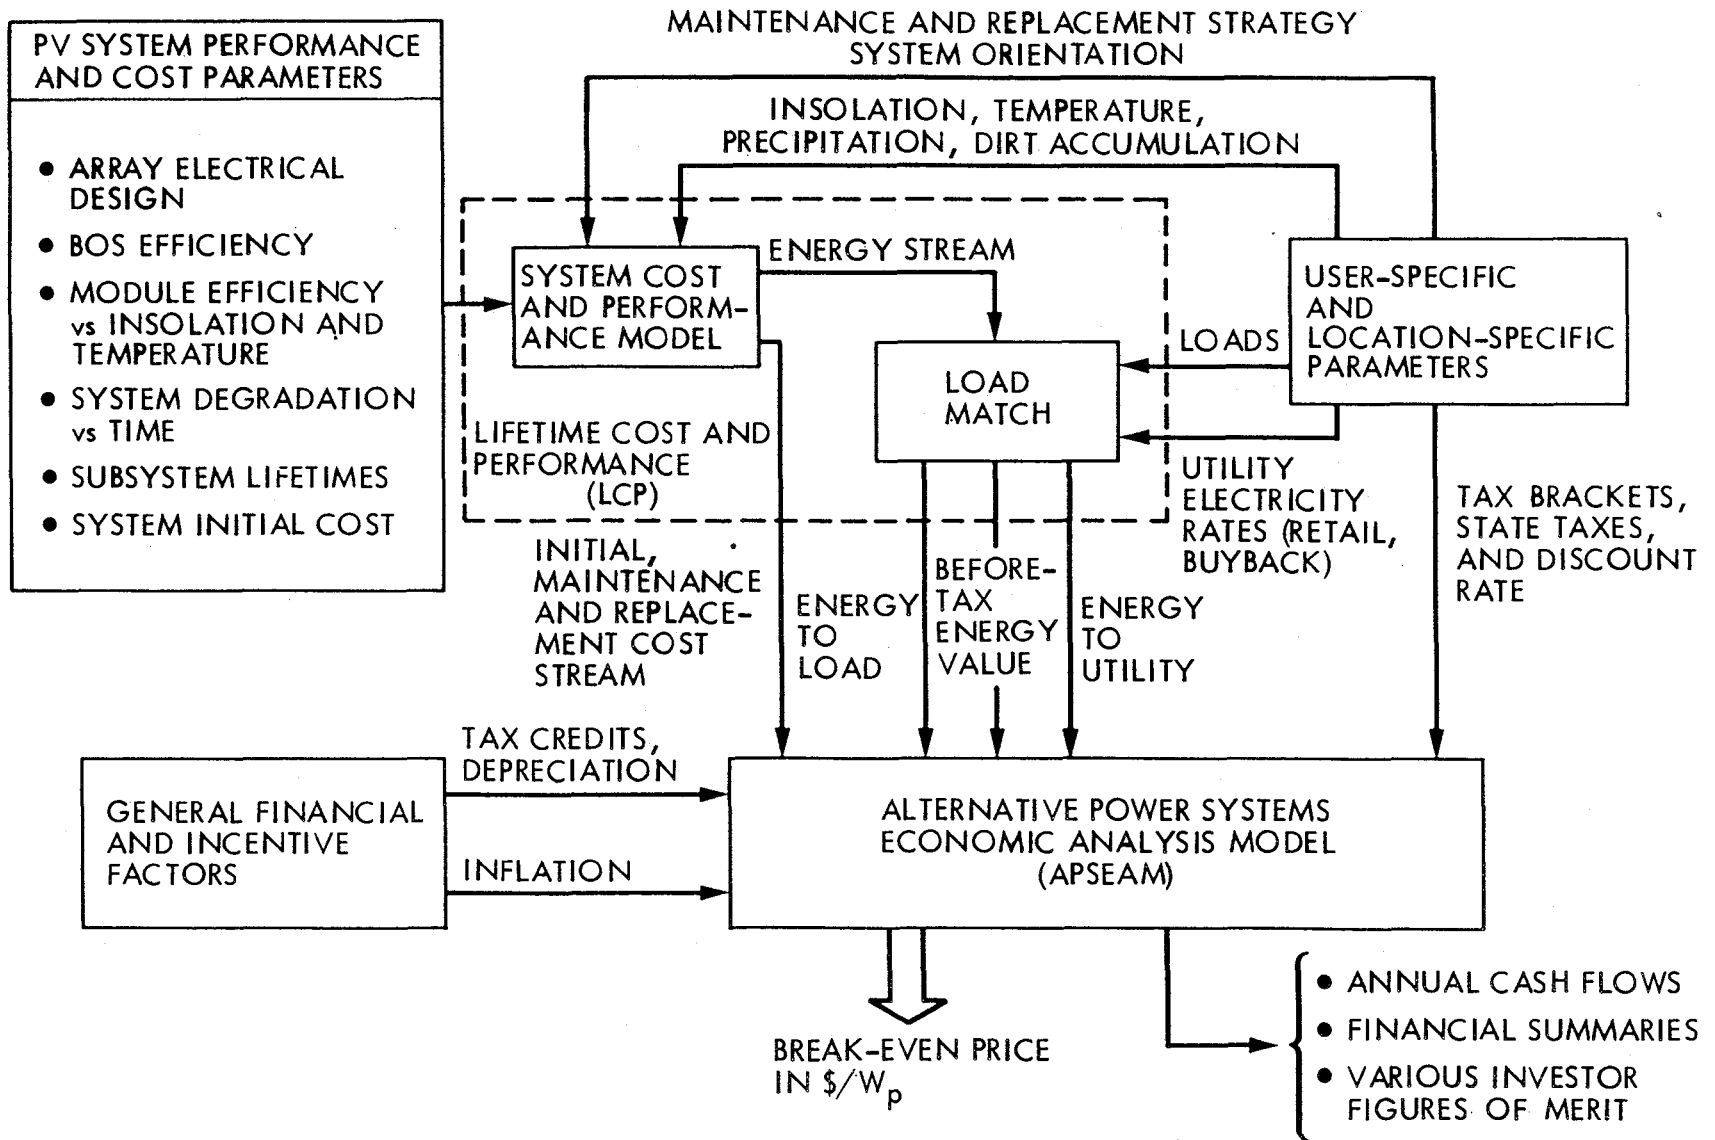 PV SYSTEM PERFORMANCE
AND COST PARAMETERS
● ARRAY ELECTRICAL
DESIGN
● BOS EFFICIENCY
● MODULE EFFICIENCY
vs INSOLATION AND
TEMPERATURE
● SYSTEM DEGRADATION
vs TIME
● SUBSYSTEM LIFETIMES
● SYSTEM INITIAL COST
MAINTENANCE AND REPLACEMENT STRATEGY
SYSTEM ORIENTATION
INSOLATION, TEMPERATURE,
PRECIPITATION, DIRT ACCUMULATION
SYSTEM COST
AND PERFORM-
ANCE MODEL
ENERGY STREAM
LOAD
MATCH
LOADS
USER-SPECIFIC
AND
LOCATION-SPECIFIC
PARAMETERS
LIFETIME COST AND
PERFORMANCE
(LCP)
UTILITY
ELECTRICITY
RATES (RETAIL,
BUYBACK)
TAX BRACKETS,
STATE TAXES,
AND DISCOUNT
RATE
INITIAL,
MAINTENANCE
AND REPLACE-
MENT COST
STREAM
ENERGY
TO
LOAD
BEFORE-
TAX
ENERGY
VALUE
ENERGY
TO
UTILITY
TAX CREDITS,
DEPRECIATION
GENERAL FINANCIAL
AND INCENTIVE
FACTORS
INFLATION
ALTERNATIVE POWER SYSTEMS
ECONOMIC ANALYSIS MODEL
(APSEAM)
BREAK-EVEN PRICE
IN $/Wp
● ANNUAL CASH FLOWS
● FINANCIAL SUMMARIES
● VARIOUS INVESTOR
FIGURES OF MERIT